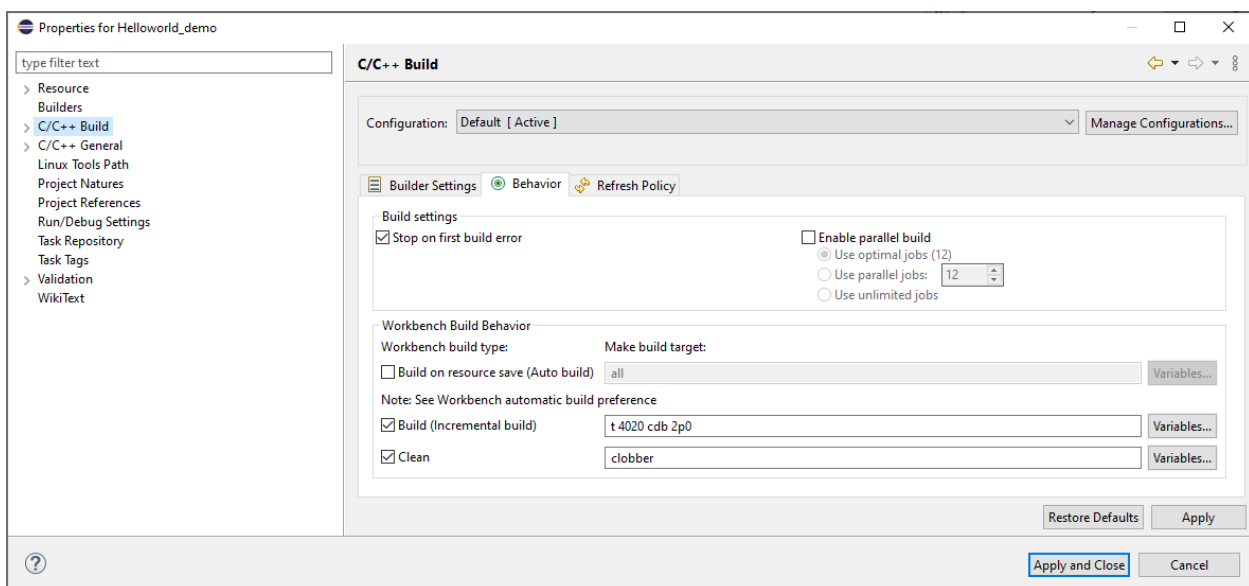 Properties for Helloworld_demo
type filter text
Resource
Builders
C/C++ Build
C/C++ General
Linux Tools Path
Project Natures
Project References
Run/Debug Settings
Task Repository
Task Tags
Validation
WikiText
C/C++ Build
Configuration: Default [ Active ] Manage Configurations...
Builder Settings Behavior Refresh Policy
Build settings
Stop on first build error Enable parallel build
Use optimal jobs (12)
Use parallel jobs: 12
Use unlimited jobs
Workbench Build Behavior
Workbench build type: Make build target:
Build on resource save (Auto build) all Variables...
Note: See Workbench automatic build preference
Build (Incremental build) t 4020 cdb 2p0 Variables...
Clean clobber Variables...
Restore Defaults Apply
? Apply and Close Cancel